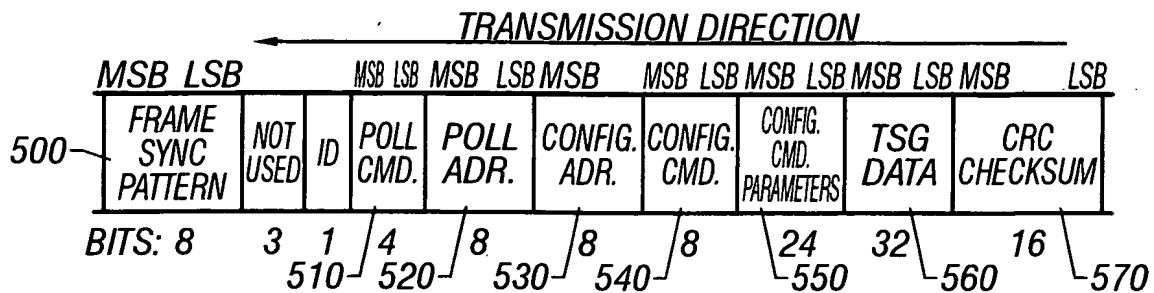 TRANSMISSION DIRECTION
MSB LSB MSB LSB MSB LSB MSB MSB LSB MSB LSB MSB LSB MSB LSB
500
FRAME SYNC PATTERN
NOT USED
ID
POLL CMD.
POLL ADR.
CONFIG. ADR.
CONFIG. CMD.
CONFIG. CMD. PARAMETERS
TSG DATA
CRC CHECKSUM
BITS: 8 3 1 4 8 8 8 24 32 16
510 520 530 540 550 560 570